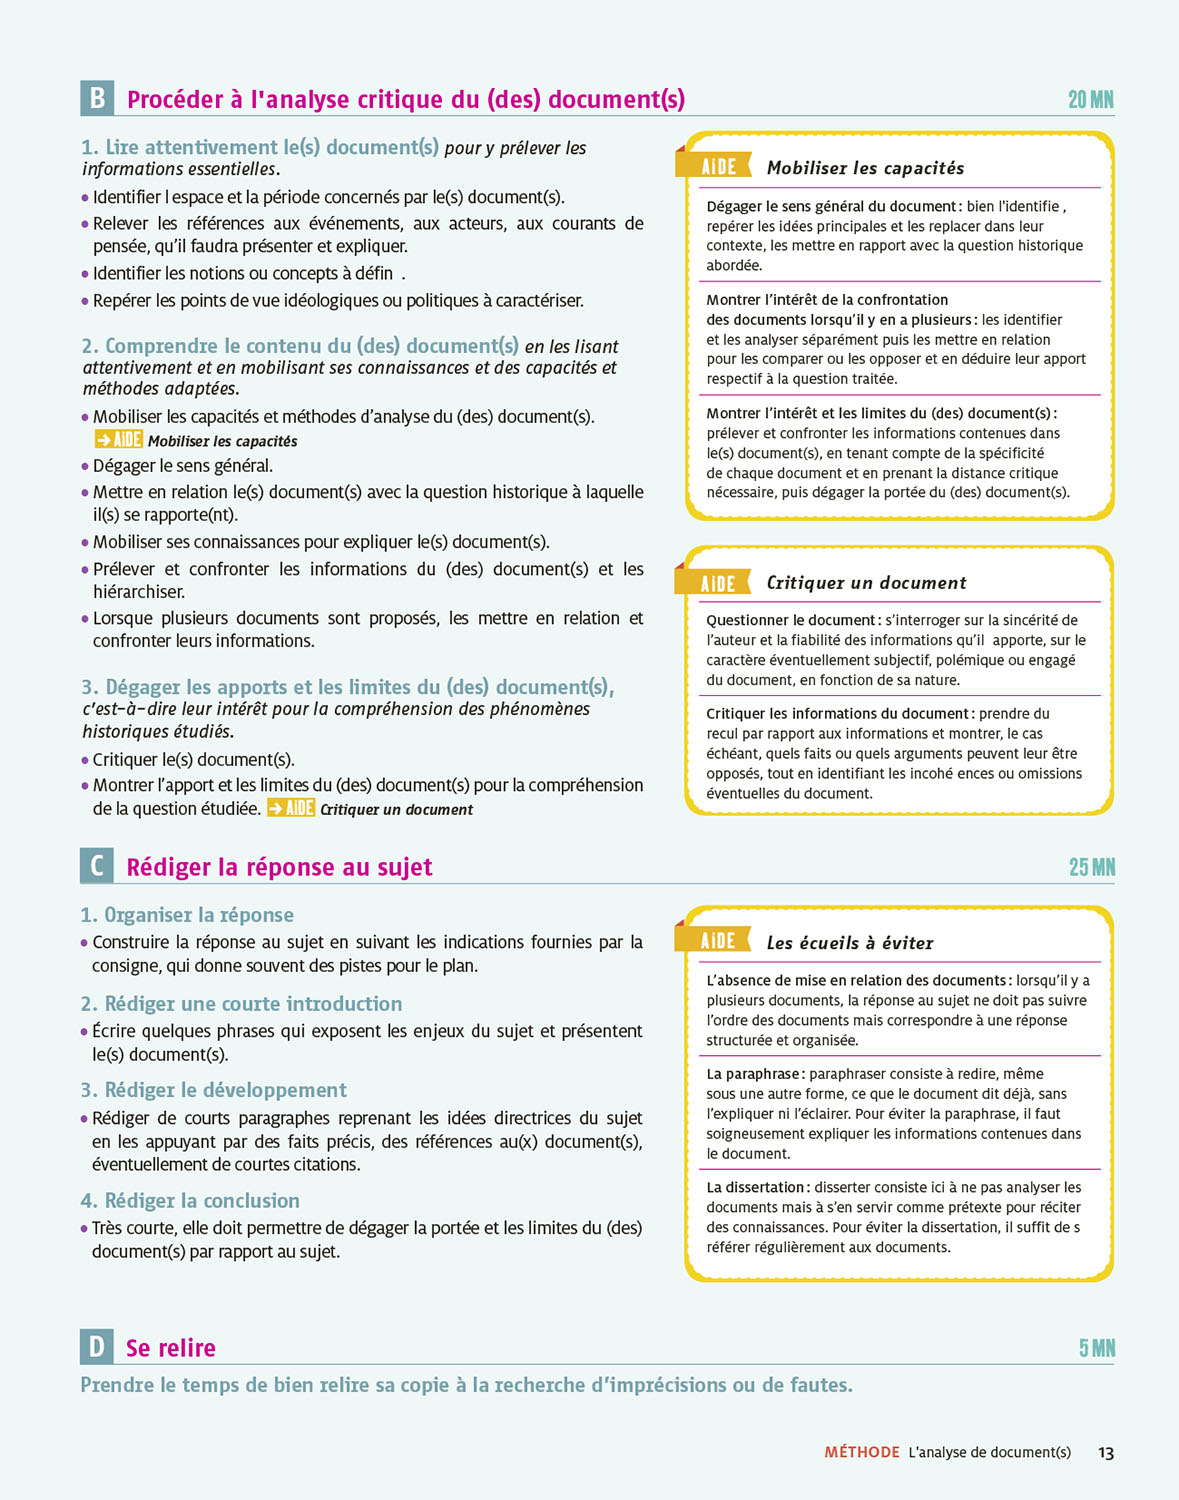 B Procéder à l'analyse critique du (des) document(s) 20 MN
1. Lire attentivement le(s) document(s) pour y prélever les
informations essentielles.
• Identifier l espace et la période concernés par le(s) document(s).
• Relever les références aux événements, aux acteurs, aux courants de
pensée, qu'il faudra présenter et expliquer.
• Identifier les notions ou concepts à défin .
• Repérer les points de vue idéologiques ou politiques à caractériser.
2. Comprendre le contenu du (des) document(s) en les lisant
attentivement et en mobilisant ses connaissances et des capacités et
méthodes adaptées.
• Mobiliser les capacités et méthodes d'analyse du (des) document(s).
→ AIDE Mobiliser les capacités
• Dégager le sens général.
• Mettre en relation le(s) document(s) avec la question historique à laquelle
il(s) se rapporte(nt).
• Mobiliser ses connaissances pour expliquer le(s) document(s).
• Prélever et confronter les informations du (des) document(s) et les
hiérarchiser.
• Lorsque plusieurs documents sont proposés, les mettre en relation et
confronter leurs informations.
3. Dégager les apports et les limites du (des) document(s),
c'est-à-dire leur intérêt pour la compréhension des phénomènes
historiques étudiés.
• Critiquer le(s) document(s).
• Montrer l'apport et les limites du (des) document(s) pour la compréhension
de la question étudiée. → AIDE Critiquer un document
AIDE Mobiliser les capacités
Dégager le sens général du document : bien l'identifie ,
repérer les idées principales et les replacer dans leur
contexte, les mettre en rapport avec la question historique
abordée.
Montrer l'intérêt de la confrontation
des documents lorsqu'il y en a plusieurs : les identifier
et les analyser séparément puis les mettre en relation
pour les comparer ou les opposer et en déduire leur apport
respectif à la question traitée.
Montrer l'intérêt et les limites du (des) document(s) :
prélever et confronter les informations contenues dans
le(s) document(s), en tenant compte de la spécificité
de chaque document et en prenant la distance critique
nécessaire, puis dégager la portée du (des) document(s).
AIDE Critiquer un document
Questionner le document : s'interroger sur la sincérité de
l'auteur et la fiabilité des informations qu'il apporte, sur le
caractère éventuellement subjectif, polémique ou engagé
du document, en fonction de sa nature.
Critiquer les informations du document : prendre du
recul par rapport aux informations et montrer, le cas
échéant, quels faits ou quels arguments peuvent leur être
opposés, tout en identifiant les incohé ences ou omissions
éventuelles du document.
C Rédiger la réponse au sujet 25 MN
1. Organiser la réponse
• Construire la réponse au sujet en suivant les indications fournies par la
consigne, qui donne souvent des pistes pour le plan.
2. Rédiger une courte introduction
• Écrire quelques phrases qui exposent les enjeux du sujet et présentent
le(s) document(s).
3. Rédiger le développement
• Rédiger de courts paragraphes reprenant les idées directrices du sujet
en les appuyant par des faits précis, des références au(x) document(s),
éventuellement de courtes citations.
4. Rédiger la conclusion
• Très courte, elle doit permettre de dégager la portée et les limites du (des)
document(s) par rapport au sujet.
AIDE Les écueils à éviter
L'absence de mise en relation des documents : lorsqu'il y a
plusieurs documents, la réponse au sujet ne doit pas suivre
l'ordre des documents mais correspondre à une réponse
structurée et organisée.
La paraphrase : paraphraser consiste à redire, même
sous une autre forme, ce que le document dit déjà, sans
l'expliquer ni l'éclairer. Pour éviter la paraphrase, il faut
soigneusement expliquer les informations contenues dans
le document.
La dissertation : disserter consiste ici à ne pas analyser les
documents mais à s'en servir comme prétexte pour réciter
des connaissances. Pour éviter la dissertation, il suffit de s
référer régulièrement aux documents.
D Se relire 5 MN
Prendre le temps de bien relire sa copie à la recherche d'imprécisions ou de fautes.
MÉTHODE L'analyse de document(s) 13